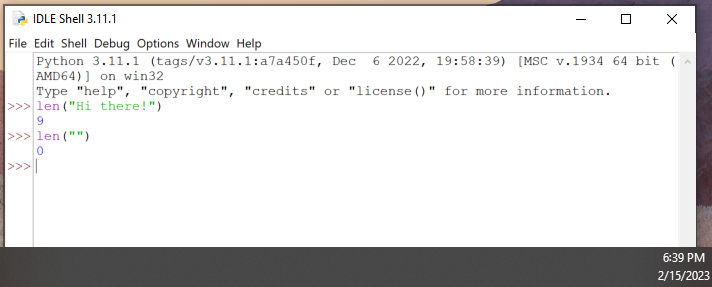 IDLE Shell 3.11.1
File Edit Shell Debug Options Window Help
Python 3.11.1 (tags/v3.11.1:a7a450f, Dec  6 2022, 19:58:39) [MSC v.1934 64 bit (
AMD64)] on win32
Type "help", "copyright", "credits" or "license()" for more information.
>>> len("Hi there!")
9
>>> len("")
0
>>>
6:39 PM
2/15/2023